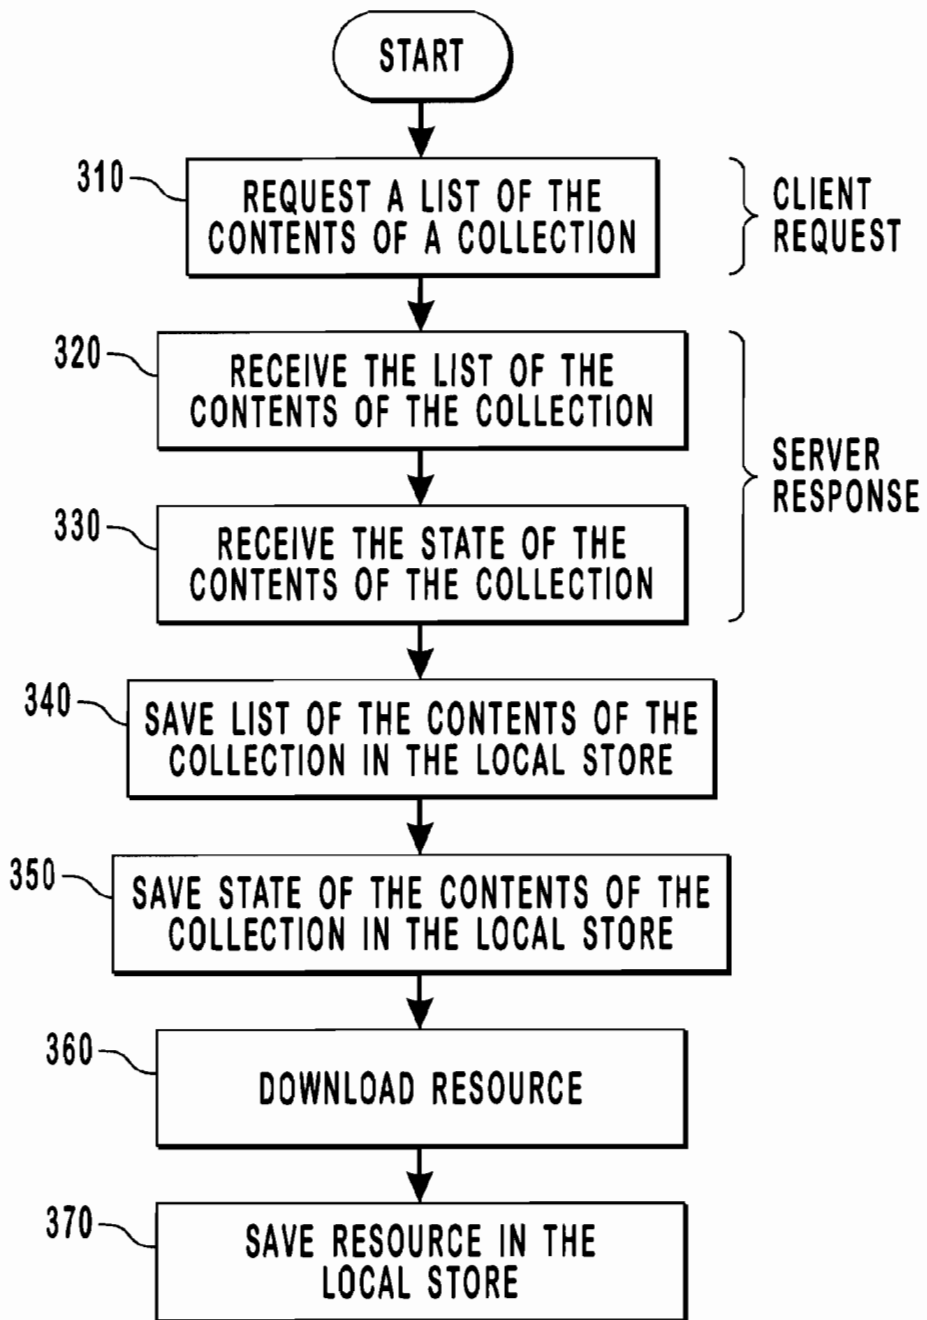 START
310
REQUEST A LIST OF THE
CONTENTS OF A COLLECTION
CLIENT
REQUEST
320
RECEIVE THE LIST OF THE
CONTENTS OF THE COLLECTION
SERVER
RESPONSE
330
RECEIVE THE STATE OF THE
CONTENTS OF THE COLLECTION
340
SAVE LIST OF THE CONTENTS OF THE
COLLECTION IN THE LOCAL STORE
350
SAVE STATE OF THE CONTENTS OF THE
COLLECTION IN THE LOCAL STORE
360
DOWNLOAD RESOURCE
370
SAVE RESOURCE IN THE
LOCAL STORE